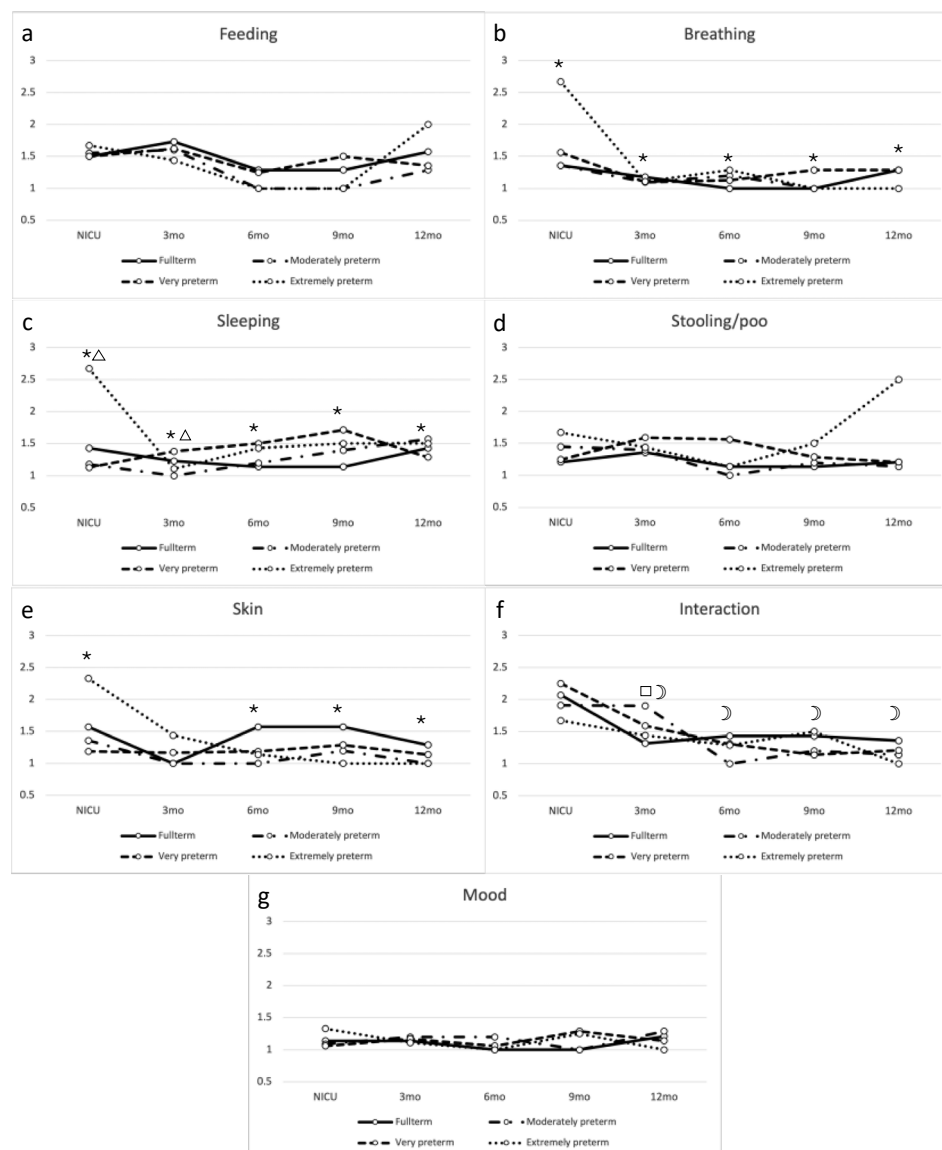 a
Feeding
3
2.5
2
1.5
1
0.5
NICU 3mo 6mo 9mo 12mo
Fullterm Moderately preterm
Very preterm Extremely preterm
b
Breathing
3
*
2.5
2
1.5
* * * *
1
0.5
NICU 3mo 6mo 9mo 12mo
Fullterm Moderately preterm
Very preterm Extremely preterm
c
Sleeping
3
*△
2.5
2
*△ * * *
1.5
1
0.5
NICU 3mo 6mo 9mo 12mo
Fullterm Moderately preterm
Very preterm Extremely preterm
d
Stooling/poo
3
2.5
2
1.5
1
0.5
NICU 3mo 6mo 9mo 12mo
Fullterm Moderately preterm
Very preterm Extremely preterm
e
Skin
3
*
2.5
2
* * *
1.5
1
0.5
NICU 3mo 6mo 9mo 12mo
Fullterm Moderately preterm
Very preterm Extremely preterm
f
Interaction
3
2.5
2
□☽ ☽ ☽ ☽
1.5
1
0.5
NICU 3mo 6mo 9mo 12mo
Fullterm Moderately preterm
Very preterm Extremely preterm
g
Mood
3
2.5
2
1.5
1
0.5
NICU 3mo 6mo 9mo 12mo
Fullterm Moderately preterm
Very preterm Extremely preterm